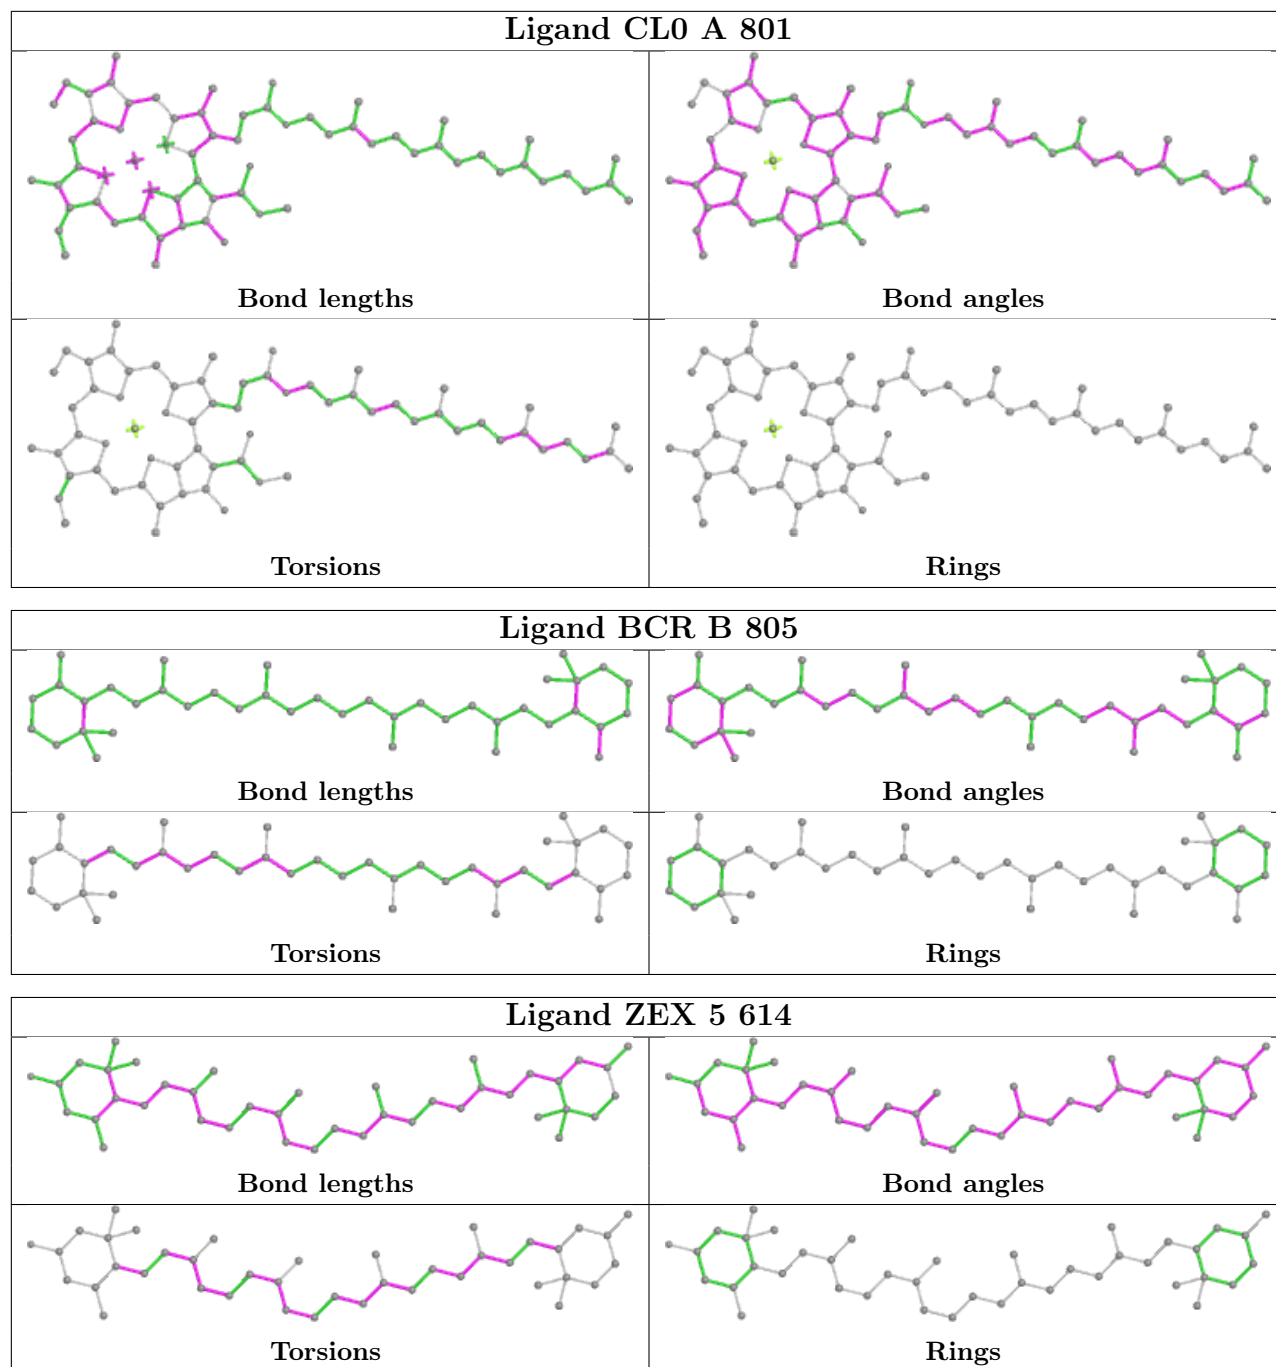 Ligand CL0 A 801
Bond lengths
Bond angles
Torsions
Rings
Ligand BCR B 805
Bond lengths
Bond angles
Torsions
Rings
Ligand ZEX 5 614
Bond lengths
Bond angles
Torsions
Rings